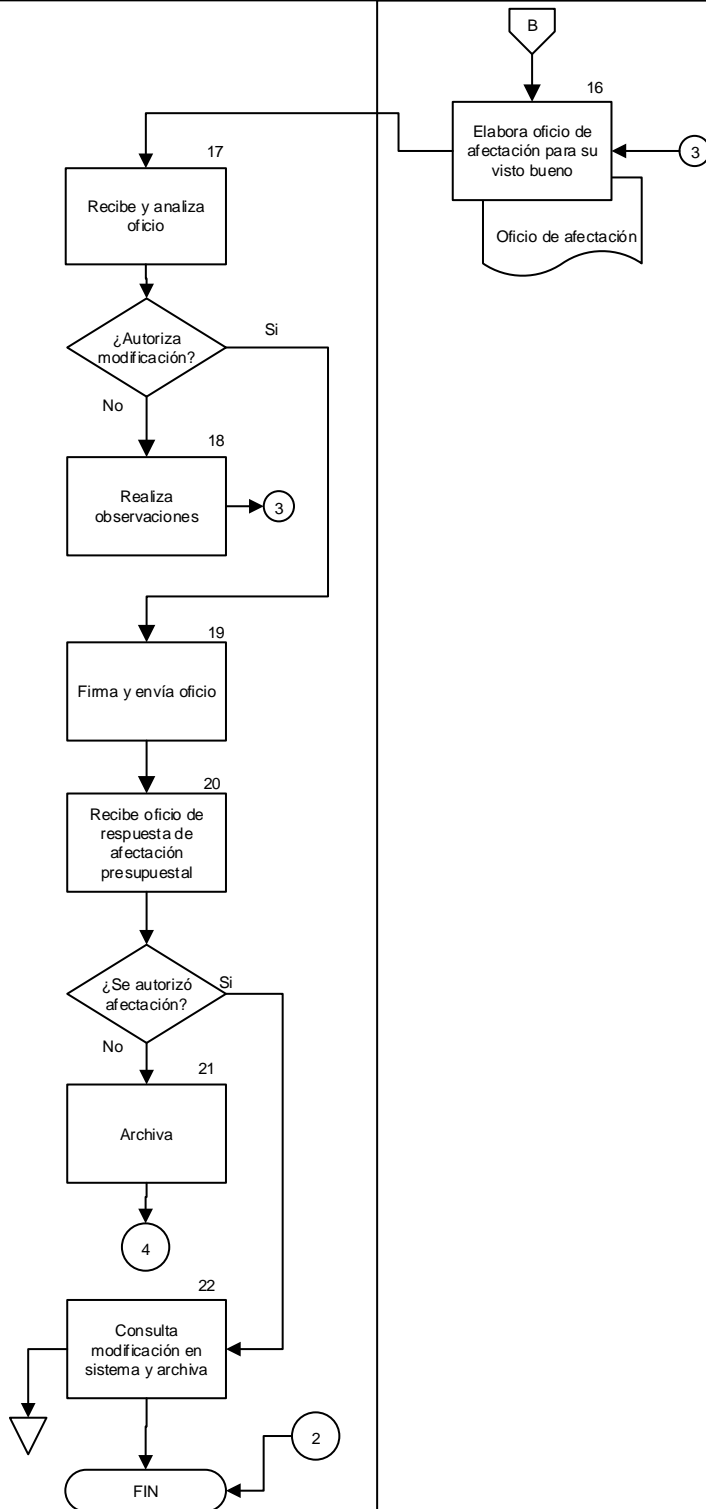 B
16
Elabora oficio de
afectación para su
visto bueno
3
Oficio de afectación
17
Recibe y analiza
oficio
¿Autoriza
modificación?
Si
No
18
Realiza
observaciones
3
19
Firma y envía oficio
20
Recibe oficio de
respuesta de
afectación
presupuestal
¿Se autorizó
afectación?
Si
No
21
Archiva
4
22
Consulta
modificación en
sistema y archiva
2
FIN